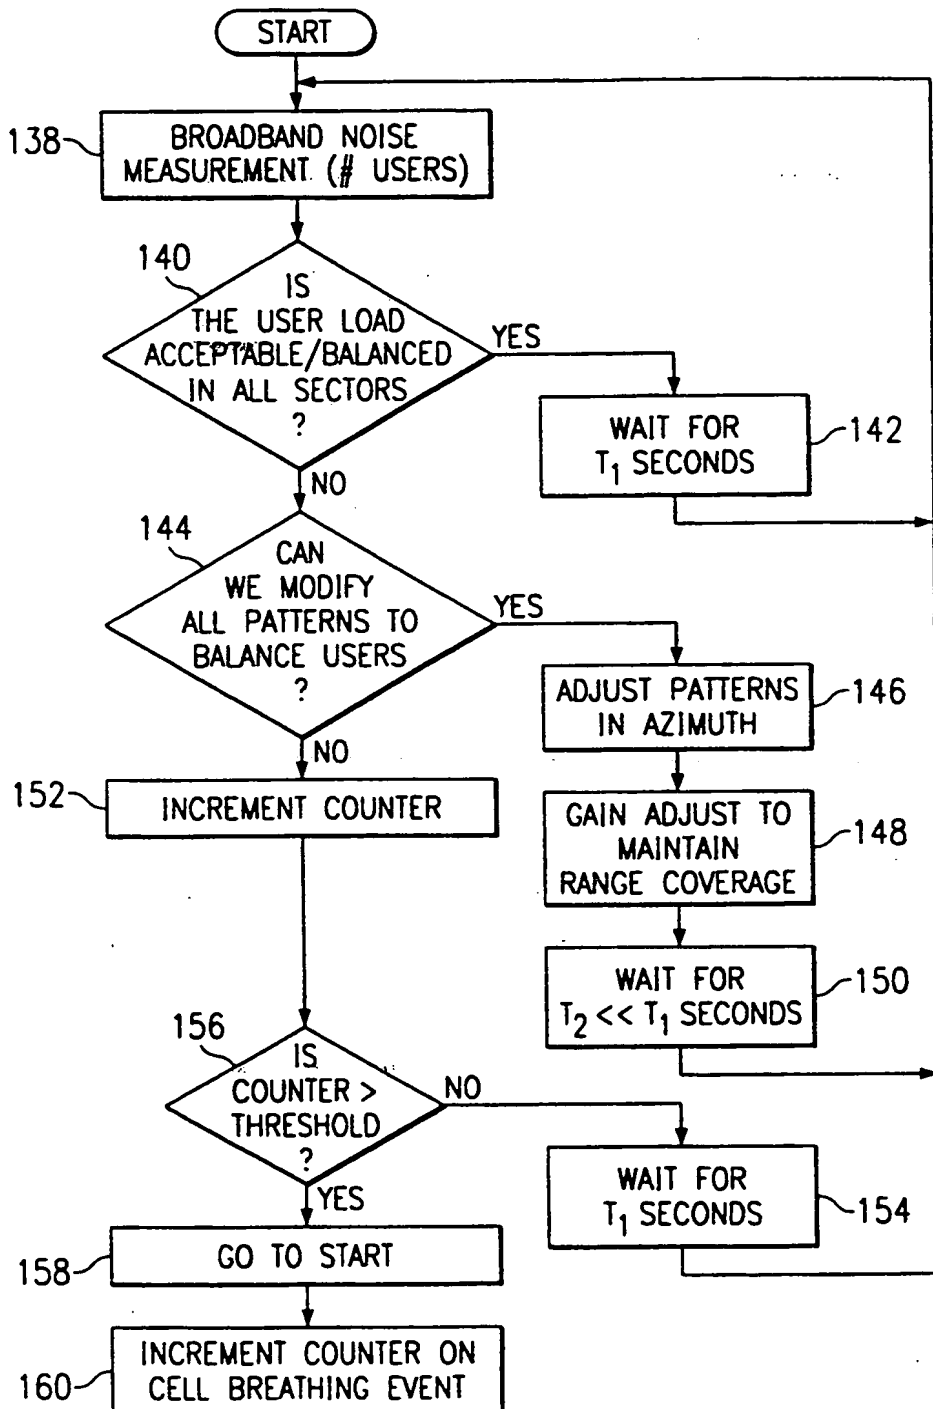 START
138
BROADBAND NOISE
MEASUREMENT (# USERS)
140
IS
THE USER LOAD
ACCEPTABLE/BALANCED
IN ALL SECTORS
?
YES
WAIT FOR
T1 SECONDS
142
NO
144
CAN
WE MODIFY
ALL PATTERNS TO
BALANCE USERS
?
YES
ADJUST PATTERNS
IN AZIMUTH
146
NO
152
INCREMENT COUNTER
GAIN ADJUST TO
MAINTAIN
RANGE COVERAGE
148
WAIT FOR
T2 << T1 SECONDS
150
156
IS
COUNTER >
THRESHOLD
?
NO
WAIT FOR
T1 SECONDS
154
YES
158
GO TO START
160
INCREMENT COUNTER ON
CELL BREATHING EVENT